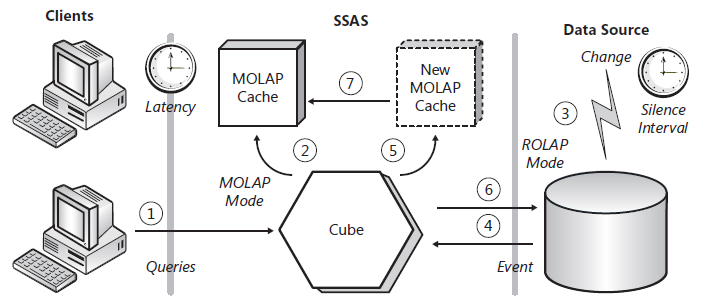 Clients
SSAS
Data Source
Change
Latency
MOLAP
Cache
7
New
MOLAP
Cache
3
Silence
Interval
2
5
ROLAP
Mode
MOLAP
Mode
6
1
Cube
4
Queries
Event